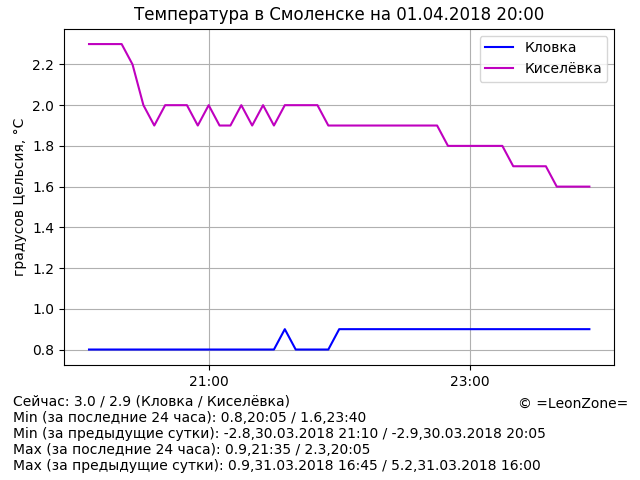 Температура в Смоленске на 01.04.2018 20:00
градусов Цельсия, °C
2.2
2.0
1.8
1.6
1.4
1.2
1.0
0.8
Кловка
Киселёвка
21:00 23:00
Сейчас: 3.0 / 2.9 (Кловка / Киселёвка)
© =LeonZone=
Min (за последние 24 часа): 0.8,20:05 / 1.6,23:40
Min (за предыдущие сутки): -2.8,30.03.2018 21:10 / -2.9,30.03.2018 20:05
Max (за последние 24 часа): 0.9,21:35 / 2.3,20:05
Max (за предыдущие сутки): 0.9,31.03.2018 16:45 / 5.2,31.03.2018 16:00